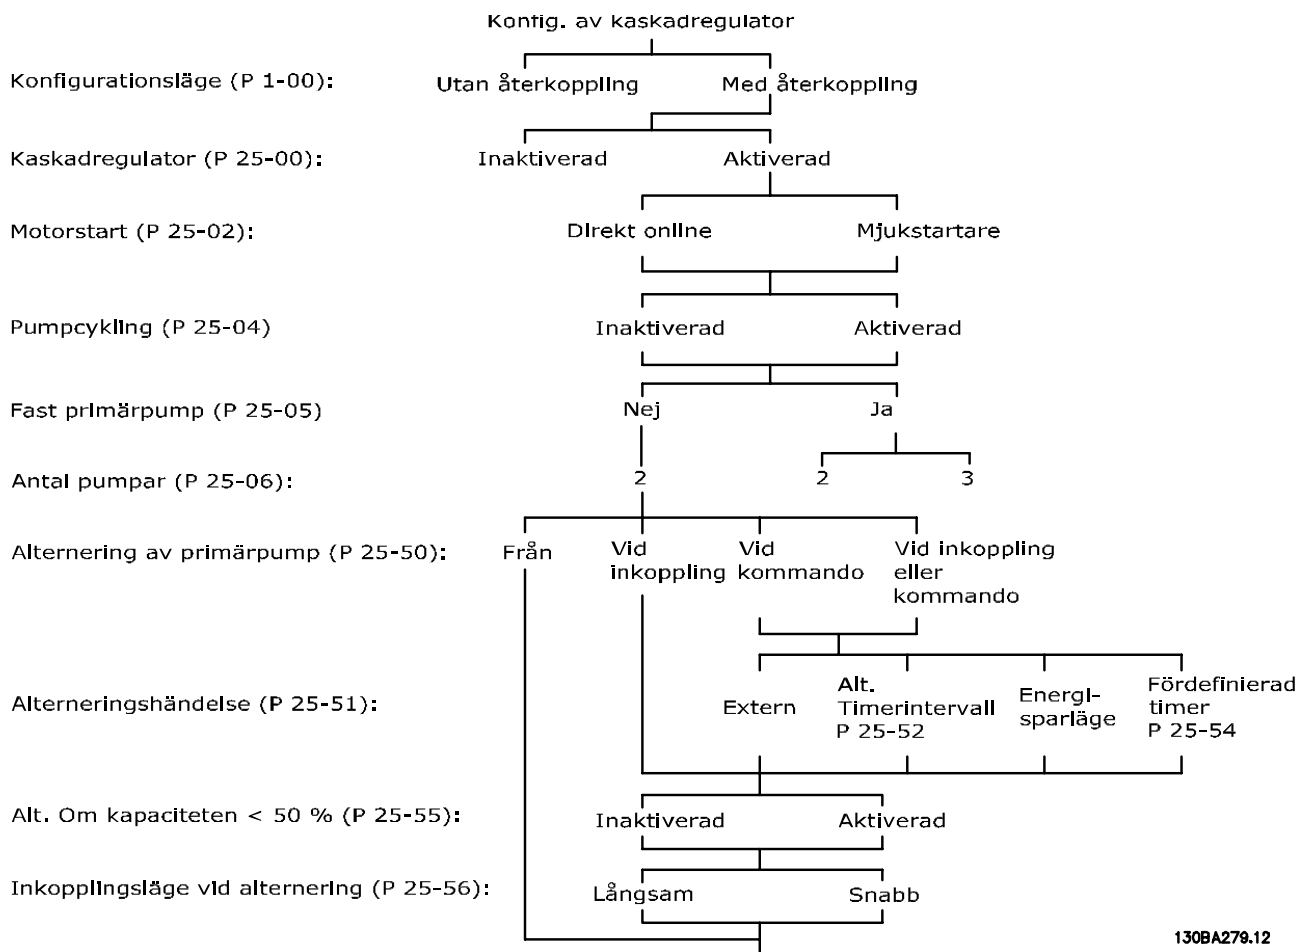 Konfig. av kaskadregulator
Konfigurationsläge (P 1-00): Utan återkoppling Med återkoppling
Kaskadregulator (P 25-00): Inaktiverad Aktiverad
Motorstart (P 25-02): Direkt online Mjukstartare
Pumpcykling (P 25-04) Inaktiverad Aktiverad
Fast primärpump (P 25-05) Nej Ja
Antal pumpar (P 25-06): 2 2 3
Alternering av primärpump (P 25-50): Från
Vid
inkoppling
Vid
kommando
Vid inkoppling
eller
kommando
Alterneringshändelse (P 25-51): Extern
Alt.
Timerintervall
P 25-52
Energi-
sparläge
Fördefinierad
timer
P 25-54
Alt. Om kapaciteten < 50 % (P 25-55): Inaktiverad Aktiverad
Inkopplingsläge vid alternering (P 25-56): Långsam Snabb
130BA279.12